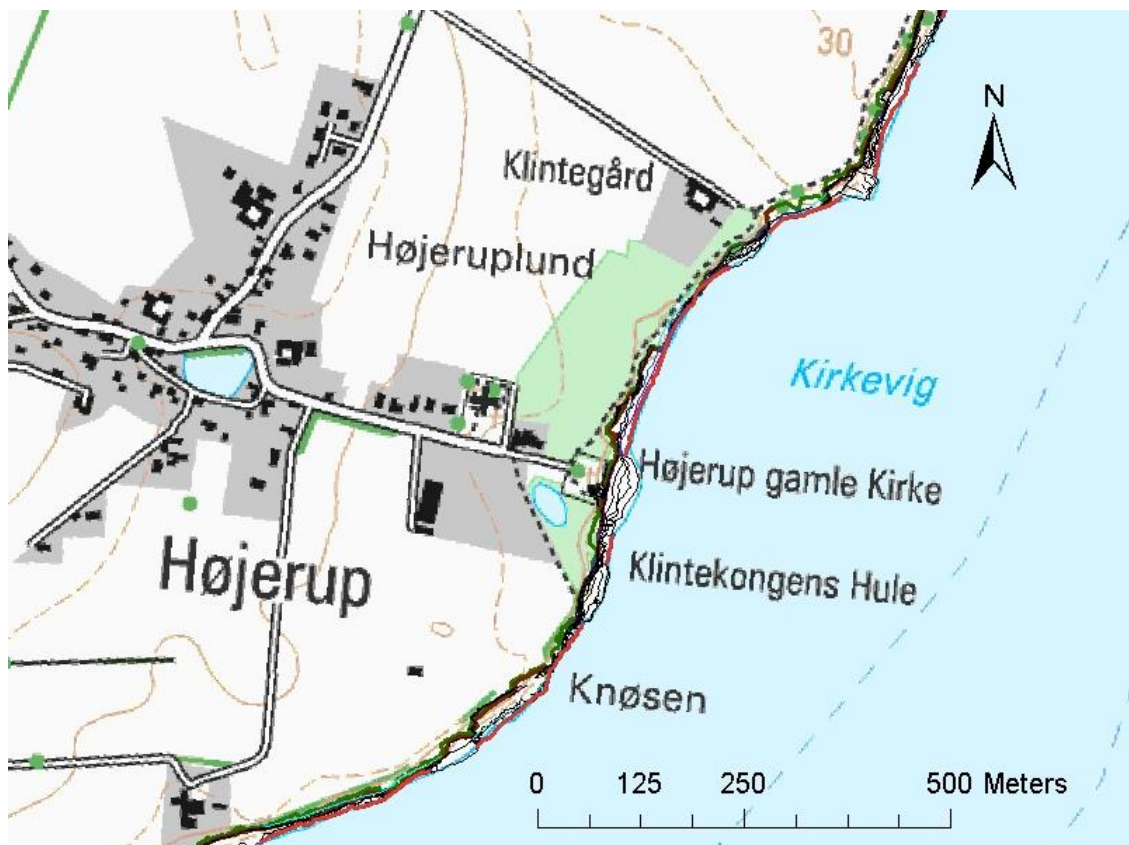 30
N
Klintegård
Højeruplund
Kirkevig
Højerup gamle Kirke
Klintekongens Hule
Højerup
Knøsen
0 125 250 500 Meters